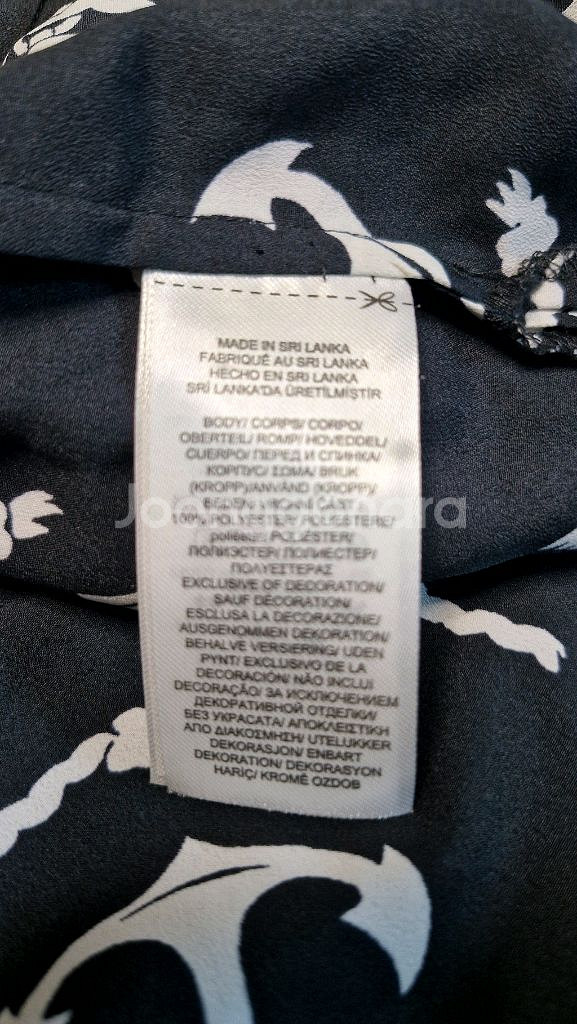 MADE IN SRI LANKA
FABRIQUÉ AU SRI LANKA
HECHO EN SRI LANKA
SRİ LANKA'DA ÜRETİLMİŞTİR
BODY/ CORPS/ CORPO/
OBERTEIL/ ROMP/ HOVEDDEL/
CUERPO/ ПЕРЕД И СПИНКА/
КОРПУС/ ΣΩΜΑ/ BRUK
(KROPP)/ANVÄND (KROPP)/
BEDEN/
100% POLYESTER/ POLIESTERE/
poliéster/ POLIÉSTER/
ПОЛИЭСТЕР/ ПОЛИЕСТЕР/
ΠΟΛΥΕΣΤΕΡΑΣ
EXCLUSIVE OF DECORATION/
SAUF DÉCORATION/
ESCLUSA LA DECORAZIONE/
AUSGENOMMEN DEKORATION/
BEHALVE VERSIERING/ UDEN
PYNT/ EXCLUSIVO DE LA
DECORACIÓN/ NÃO INCLUI
DECORAÇÃO/ ЗА ИСКЛЮЧЕНИЕМ
ДЕКОРАТИВНОЙ ОТДЕЛКИ/
БЕЗ УКРАСАТА/ ΑΠΟΚΛΕΙΣΤΙΚΗ
ΑΠΟ ΔΙΑΚΟΣΜΗΣΗ/ UTELUKKER
DEKORASJON/ ENBART
DEKORATION/ DEKORASYON
HARİÇ/ KROMĚ OZDOB